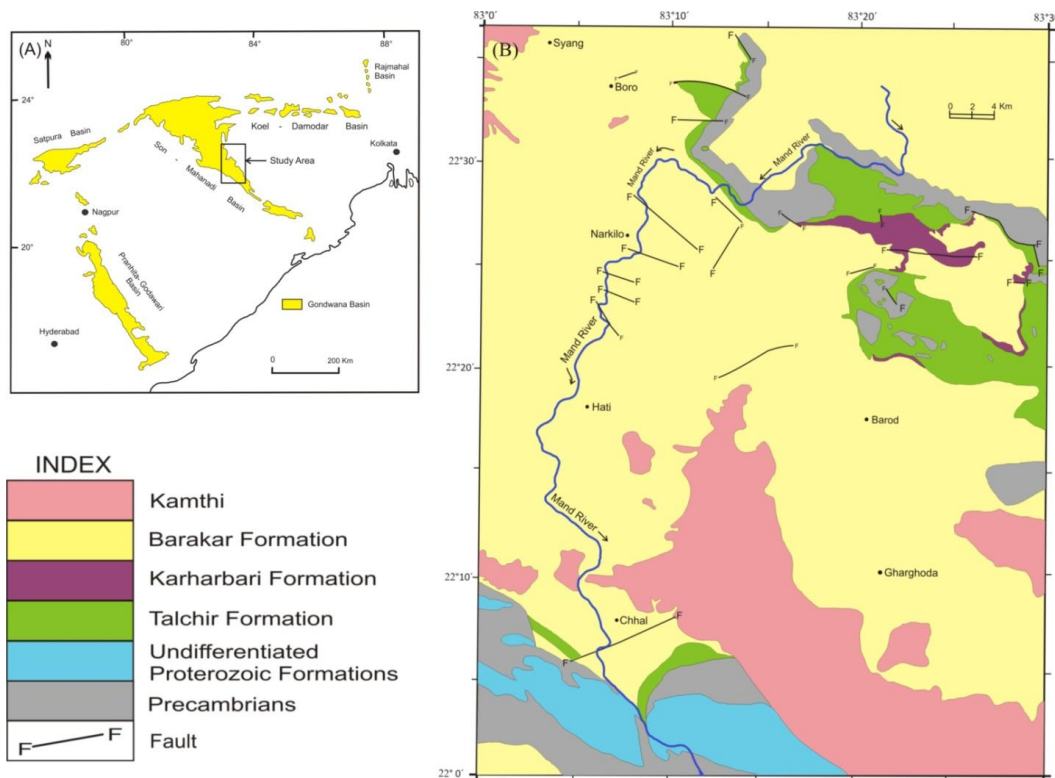 (A)
N
80°
84°
88°
24°
20°
Rajmahal
Basin
Koel - Damodar Basin
Satpura Basin
Son - Mahanadi Basin
Kolkata
Study Area
Nagpur
Pranhita- Godawari
Basin
Hyderabad
Gondwana Basin
0 200 Km
INDEX
Kamthi
Barakar Formation
Karharbari Formation
Talchir Formation
Undifferentiated
Proterozoic Formations
Precambrians
F F
Fault
83°0'
83°10'
83°20'
83°30
(B)
Syang
F F
Boro
F F
F
F
F F
0 2 4 Km
22°30'
Mand River
Mand River
F F
F F
F F
Narkilo
F F
F F
F F
F F
F F
F F
F F
F F
F F
F F
F F
Mand River
F F
22°20'
Hati
Barod
Mand River
22°10'
Gharghoda
Chhal
F F
22°0'